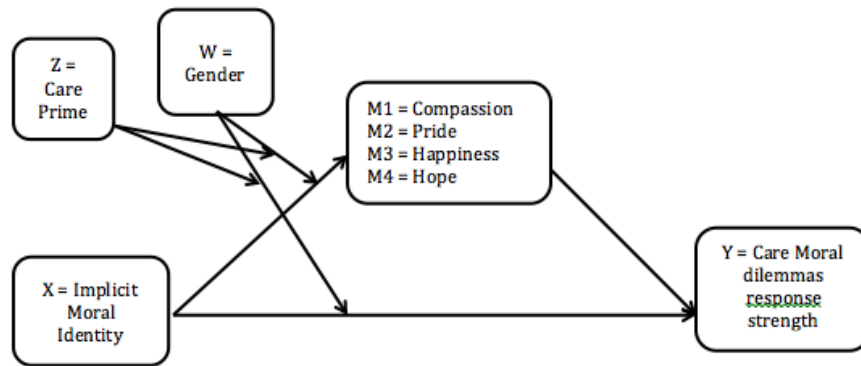 Z =
Care
Prime
W =
Gender
M1 = Compassion
M2 = Pride
M3 = Happiness
M4 = Hope
X = Implicit
Moral
Identity
Y = Care Moral
dilemmas
response
strength